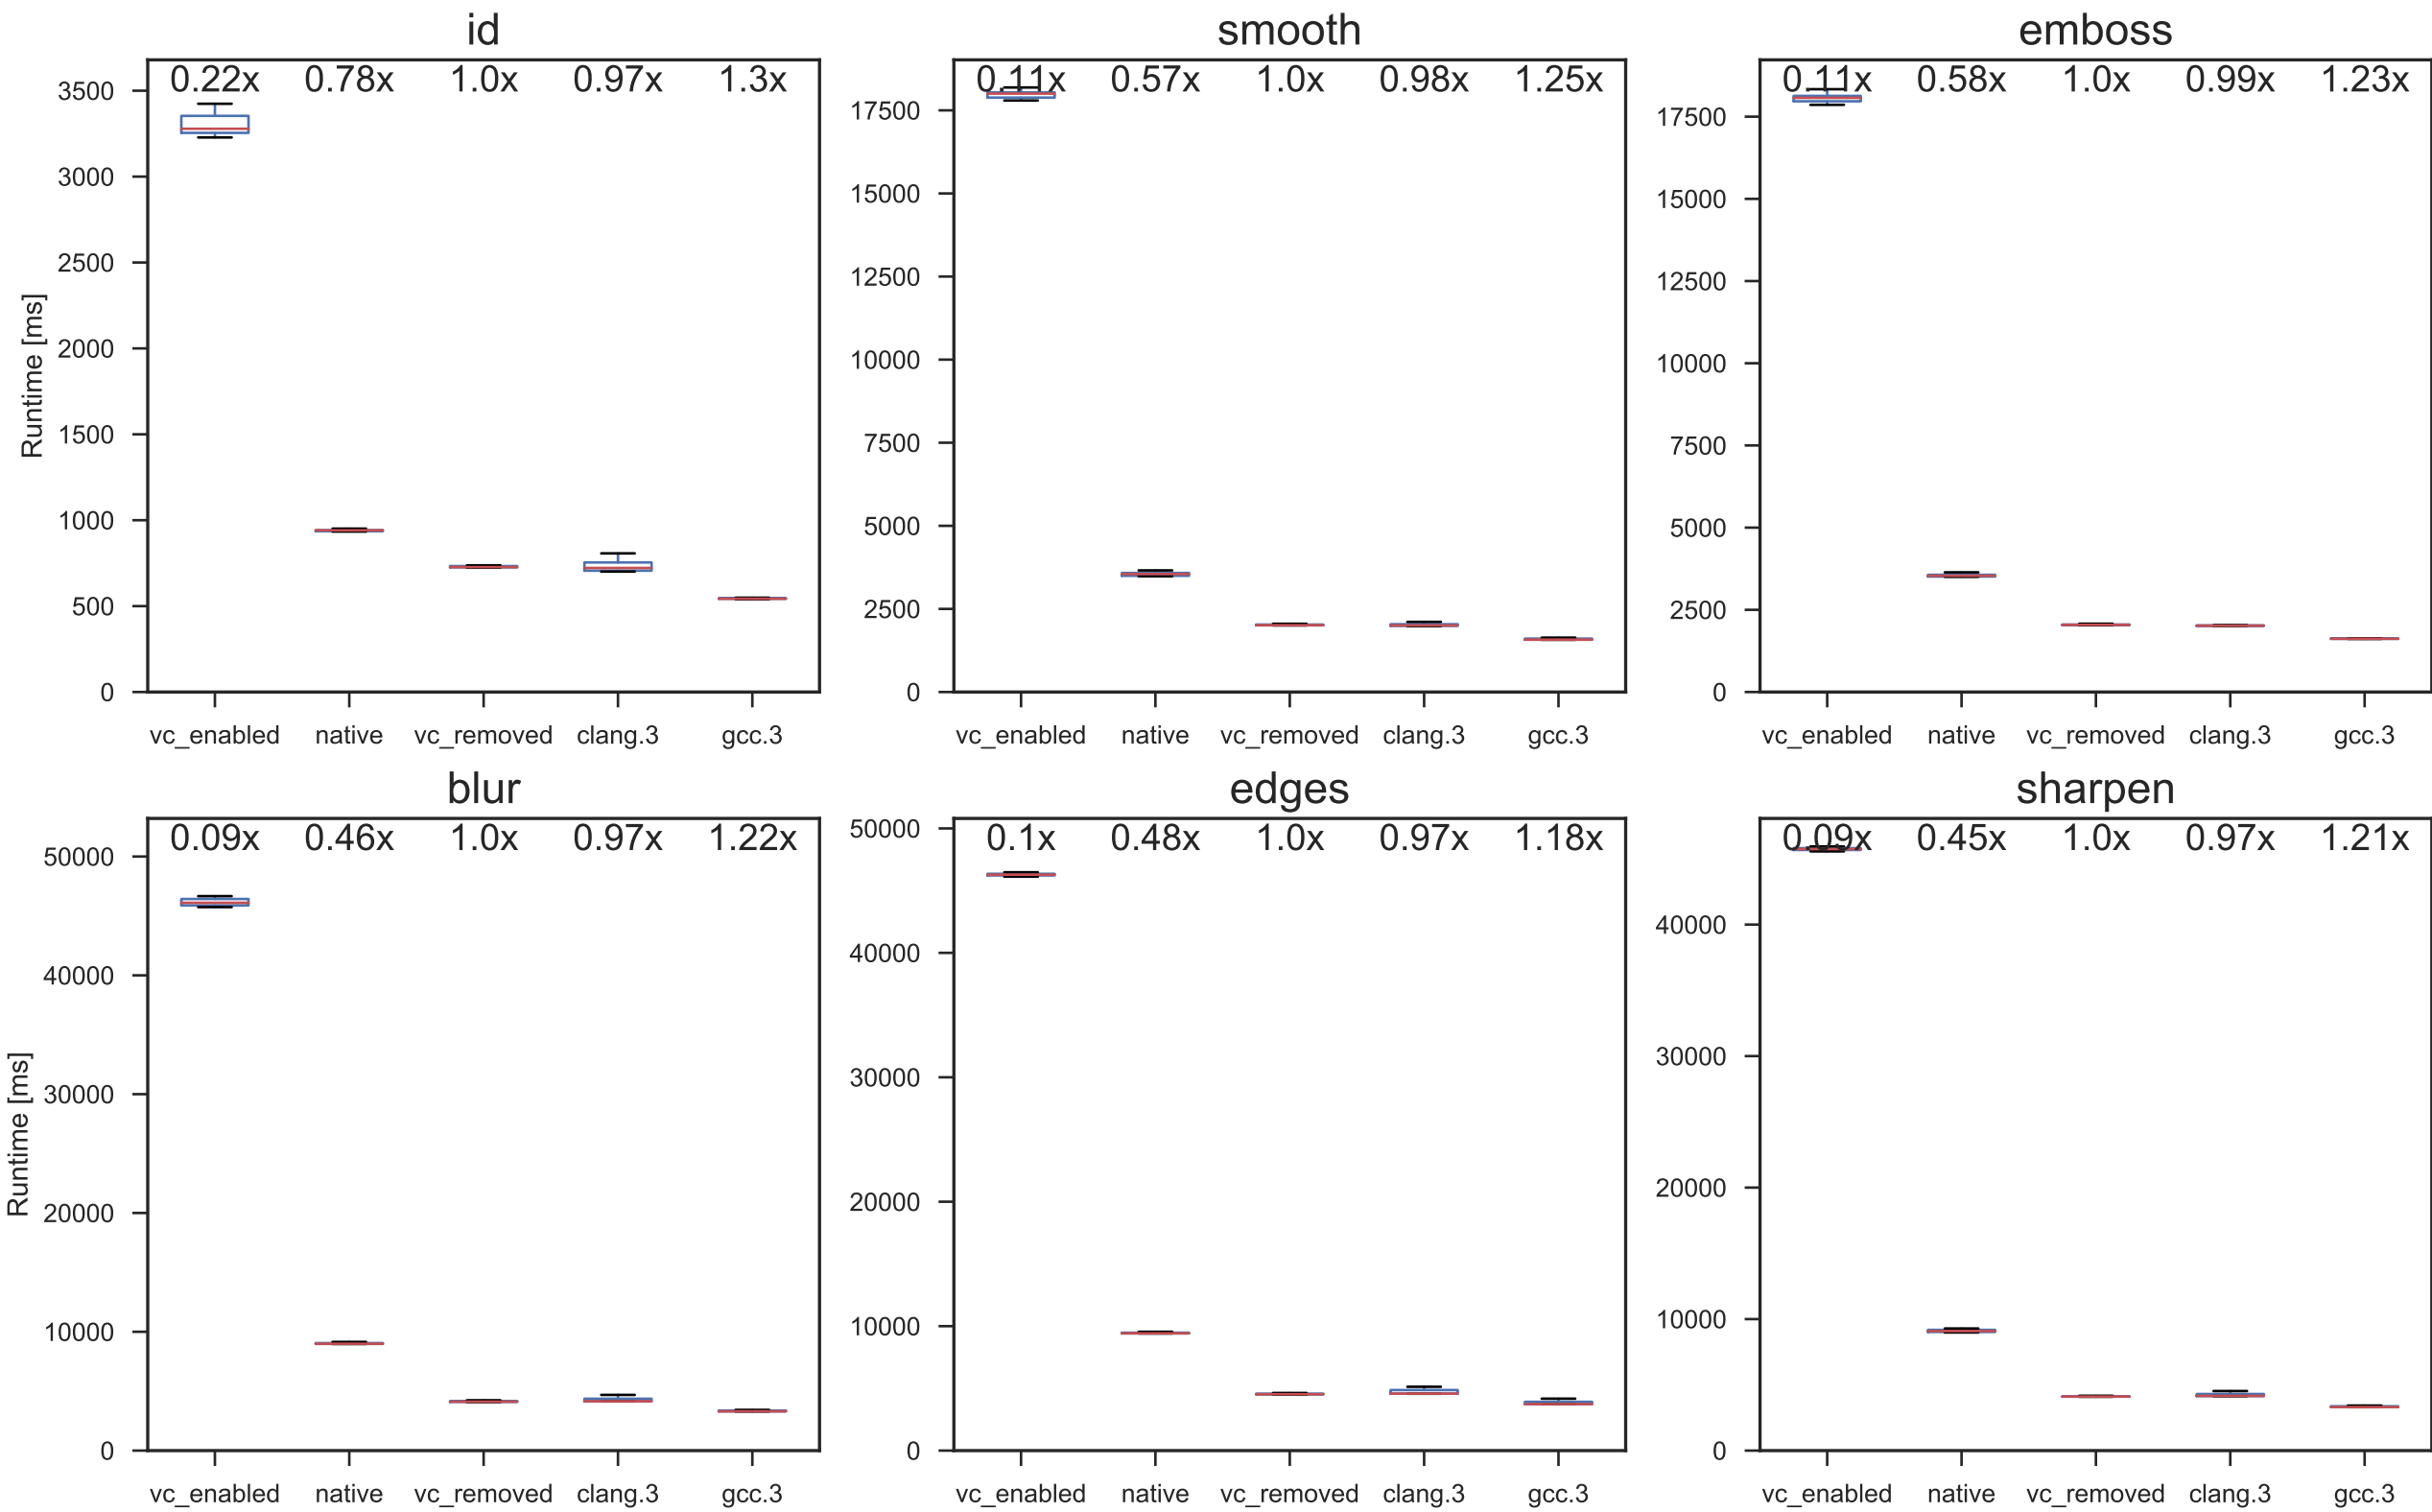 id
0.22x 0.78x 1.0x 0.97x 1.3x
3500
3000
2500
2000
1500
1000
500
0
Runtime [ms]
vc_enabled native vc_removed clang.3 gcc.3
smooth
0.11x 0.57x 1.0x 0.98x 1.25x
17500
15000
12500
10000
7500
5000
2500
0
vc_enabled native vc_removed clang.3 gcc.3
emboss
0.11x 0.58x 1.0x 0.99x 1.23x
17500
15000
12500
10000
7500
5000
2500
0
vc_enabled native vc_removed clang.3 gcc.3
blur
0.09x 0.46x 1.0x 0.97x 1.22x
50000
40000
30000
20000
10000
0
Runtime [ms]
vc_enabled native vc_removed clang.3 gcc.3
edges
0.1x 0.48x 1.0x 0.97x 1.18x
50000
40000
30000
20000
10000
0
vc_enabled native vc_removed clang.3 gcc.3
sharpen
0.09x 0.45x 1.0x 0.97x 1.21x
40000
30000
20000
10000
0
vc_enabled native vc_removed clang.3 gcc.3